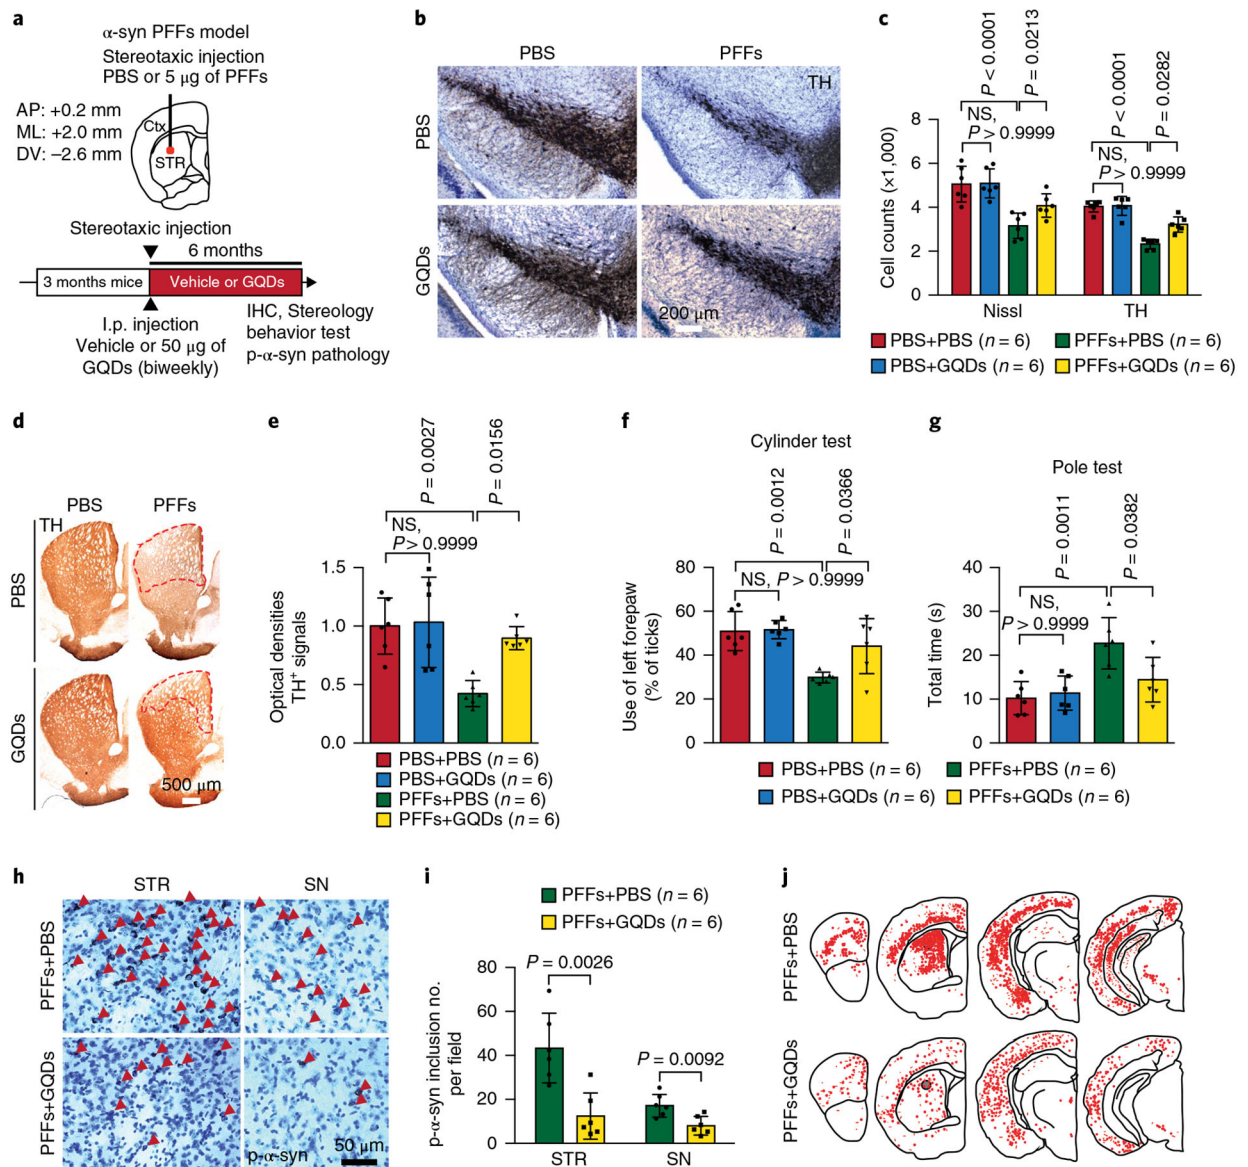 a
α-syn PFFs model
Stereotaxic injection
PBS or 5 μg of PFFs
AP: +0.2 mm
ML: +2.0 mm
DV: –2.6 mm
Ctx
STR
Stereotaxic injection
6 months
3 months mice
Vehicle or GQDs
I.p. injection
Vehicle or 50 μg of
GQDs (biweekly)
IHC, Stereology
behavior test
p-α-syn pathology
b
PBS
PFFs
TH
PBS
GQDs
200 μm
c
P < 0.0001
P = 0.0213
P < 0.0001
P = 0.0282
NS,
P > 0.9999
NS,
P > 0.9999
Cell counts (×1,000)
8
6
4
2
0
Nissl
TH
PBS+PBS (n = 6)
PFFs+PBS (n = 6)
PBS+GQDs (n = 6)
PFFs+GQDs (n = 6)
d
PBS
PFFs
TH
PBS
GQDs
500 μm
e
P = 0.0027
P = 0.0156
NS,
P > 0.9999
Optical densities
TH+ signals
1.5
1.0
0.5
0.0
PBS+PBS (n = 6)
PBS+GQDs (n = 6)
PFFs+PBS (n = 6)
PFFs+GQDs (n = 6)
f
Cylinder test
P = 0.0012
P = 0.0366
NS, P > 0.9999
Use of left forepaw
(% of ticks)
80
60
40
20
0
g
Pole test
P = 0.0011
P = 0.0382
NS,
P > 0.9999
Total time (s)
40
30
20
10
0
PBS+PBS (n = 6)
PFFs+PBS (n = 6)
PBS+GQDs (n = 6)
PFFs+GQDs (n = 6)
h
STR
SN
PFFs+PBS
PFFs+GQDs
p-α-syn
50 μm
i
PFFs+PBS (n = 6)
PFFs+GQDs (n = 6)
P = 0.0026
P = 0.0092
p-α-syn inclusion no.
per field
80
60
40
20
0
STR
SN
j
PFFs+PBS
PFFs+GQDs